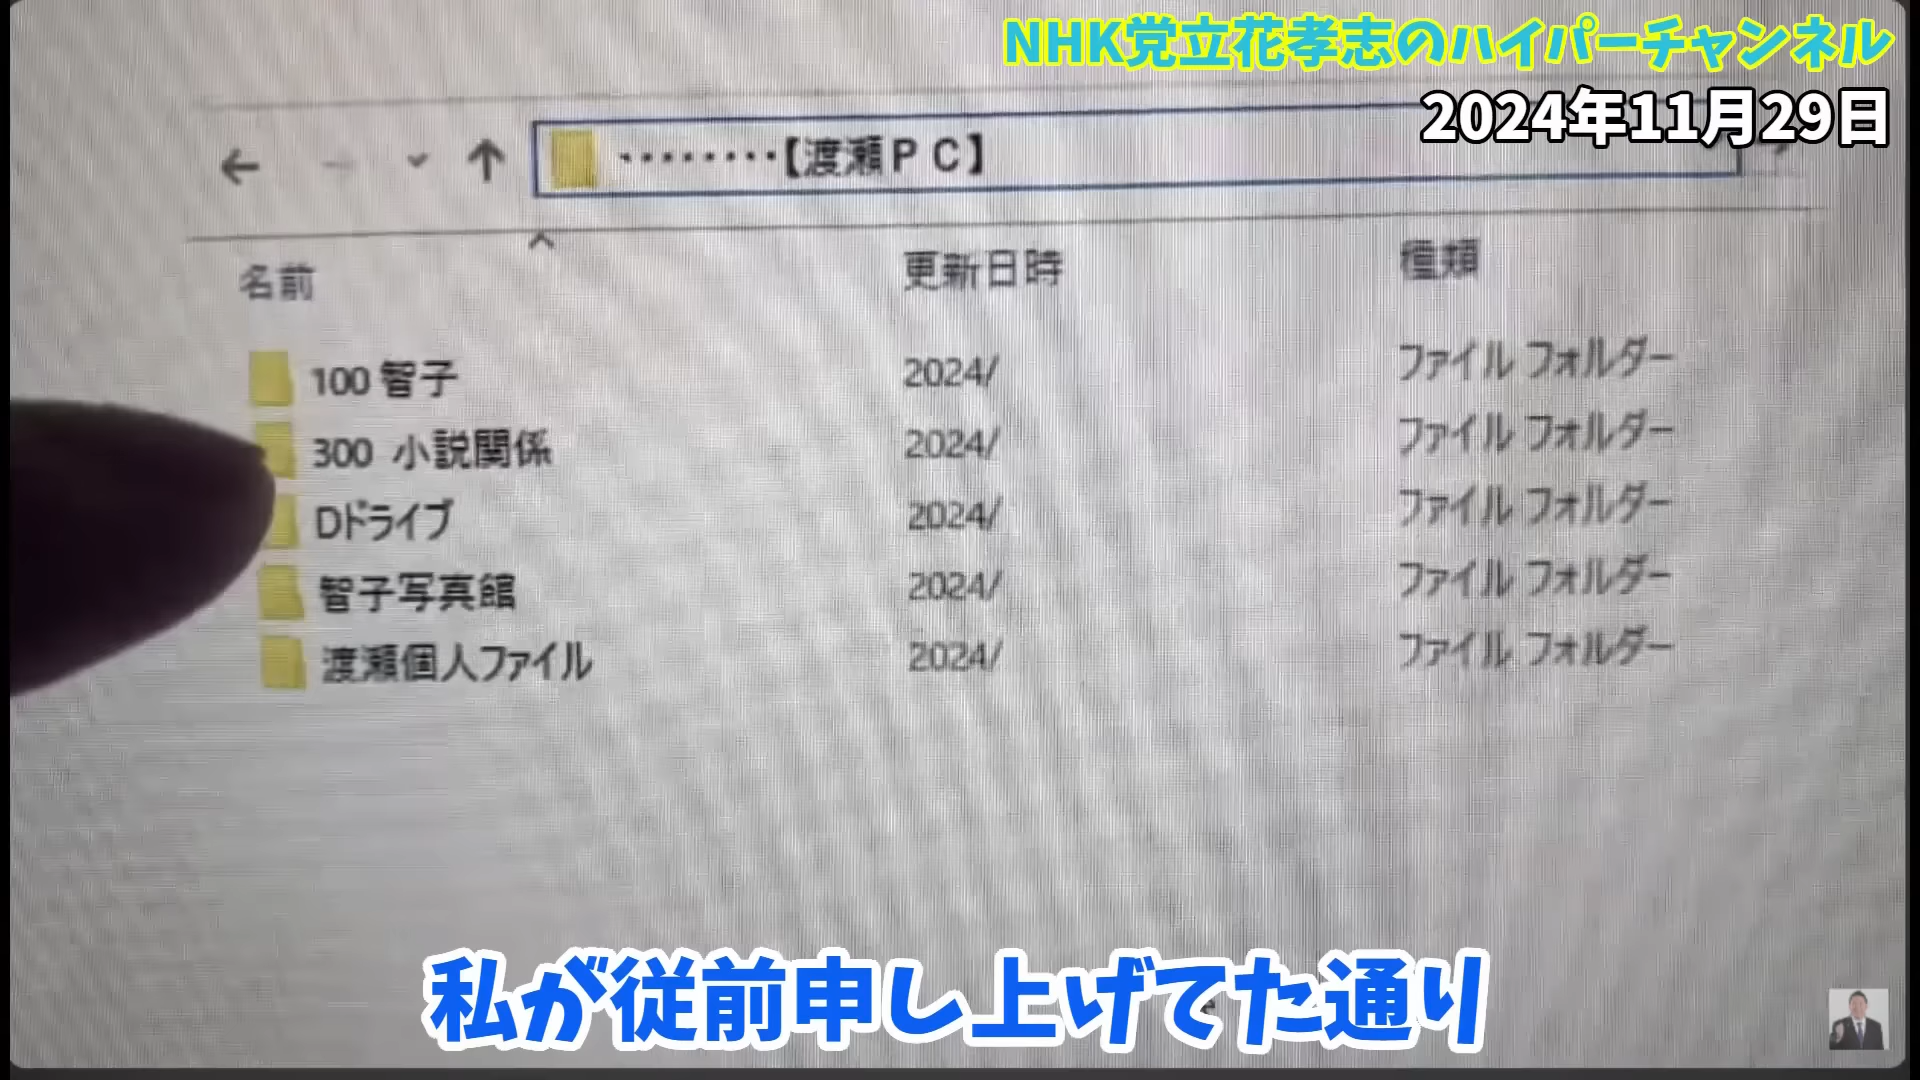 NHK党立花孝志のハイパーチャンネル
2024年11月29日
‥‥‥‥【渡瀬ＰＣ】
名前 更新日時 種類
100 智子 2024/ ファイル フォルダー
300 小説関係 2024/ ファイル フォルダー
Dドライブ 2024/ ファイル フォルダー
智子写真館 2024/ ファイル フォルダー
渡瀬個人ファイル 2024/ ファイル フォルダー
私が従前申し上げてた通り